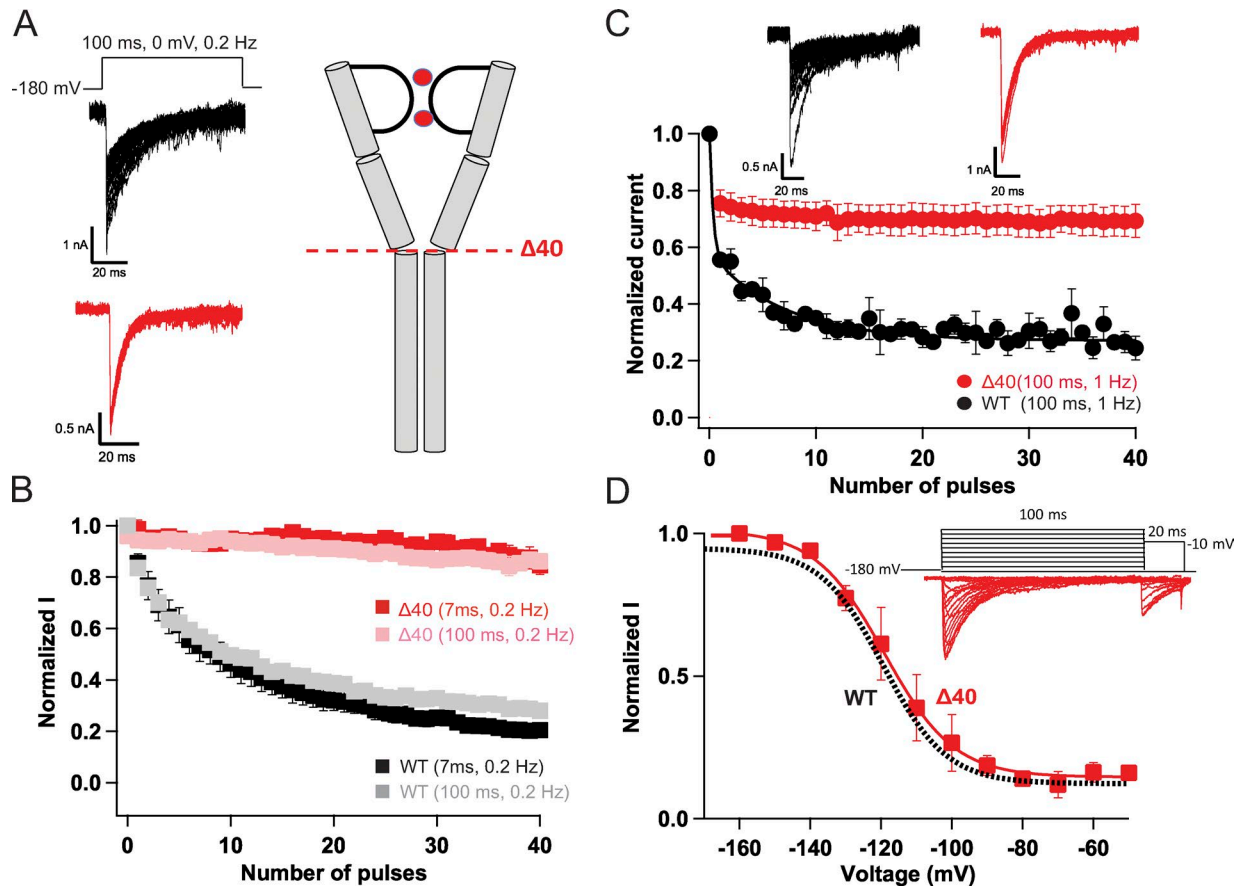 A
100 ms, 0 mV, 0.2 Hz
-180 mV
1 nA
20 ms
0.5 nA
20 ms
Δ40
B
Normalized I
1.0
0.8
0.6
0.4
0.2
0.0
Δ40 (7ms, 0.2 Hz)
Δ40 (100 ms, 0.2 Hz)
WT (7ms, 0.2 Hz)
WT (100 ms, 0.2 Hz)
0 10 20 30 40
Number of pulses
C
0.5 nA
20 ms
1 nA
20 ms
Normalized current
1.0
0.8
0.6
0.4
0.2
0.0
Δ40(100 ms, 1 Hz)
WT (100 ms, 1 Hz)
0 10 20 30 40
Number of pulses
D
100 ms
20 ms
-10 mV
-180 mV
Normalized I
1.0
0.5
0.0
WT
Δ40
-160 -140 -120 -100 -80 -60
Voltage (mV)